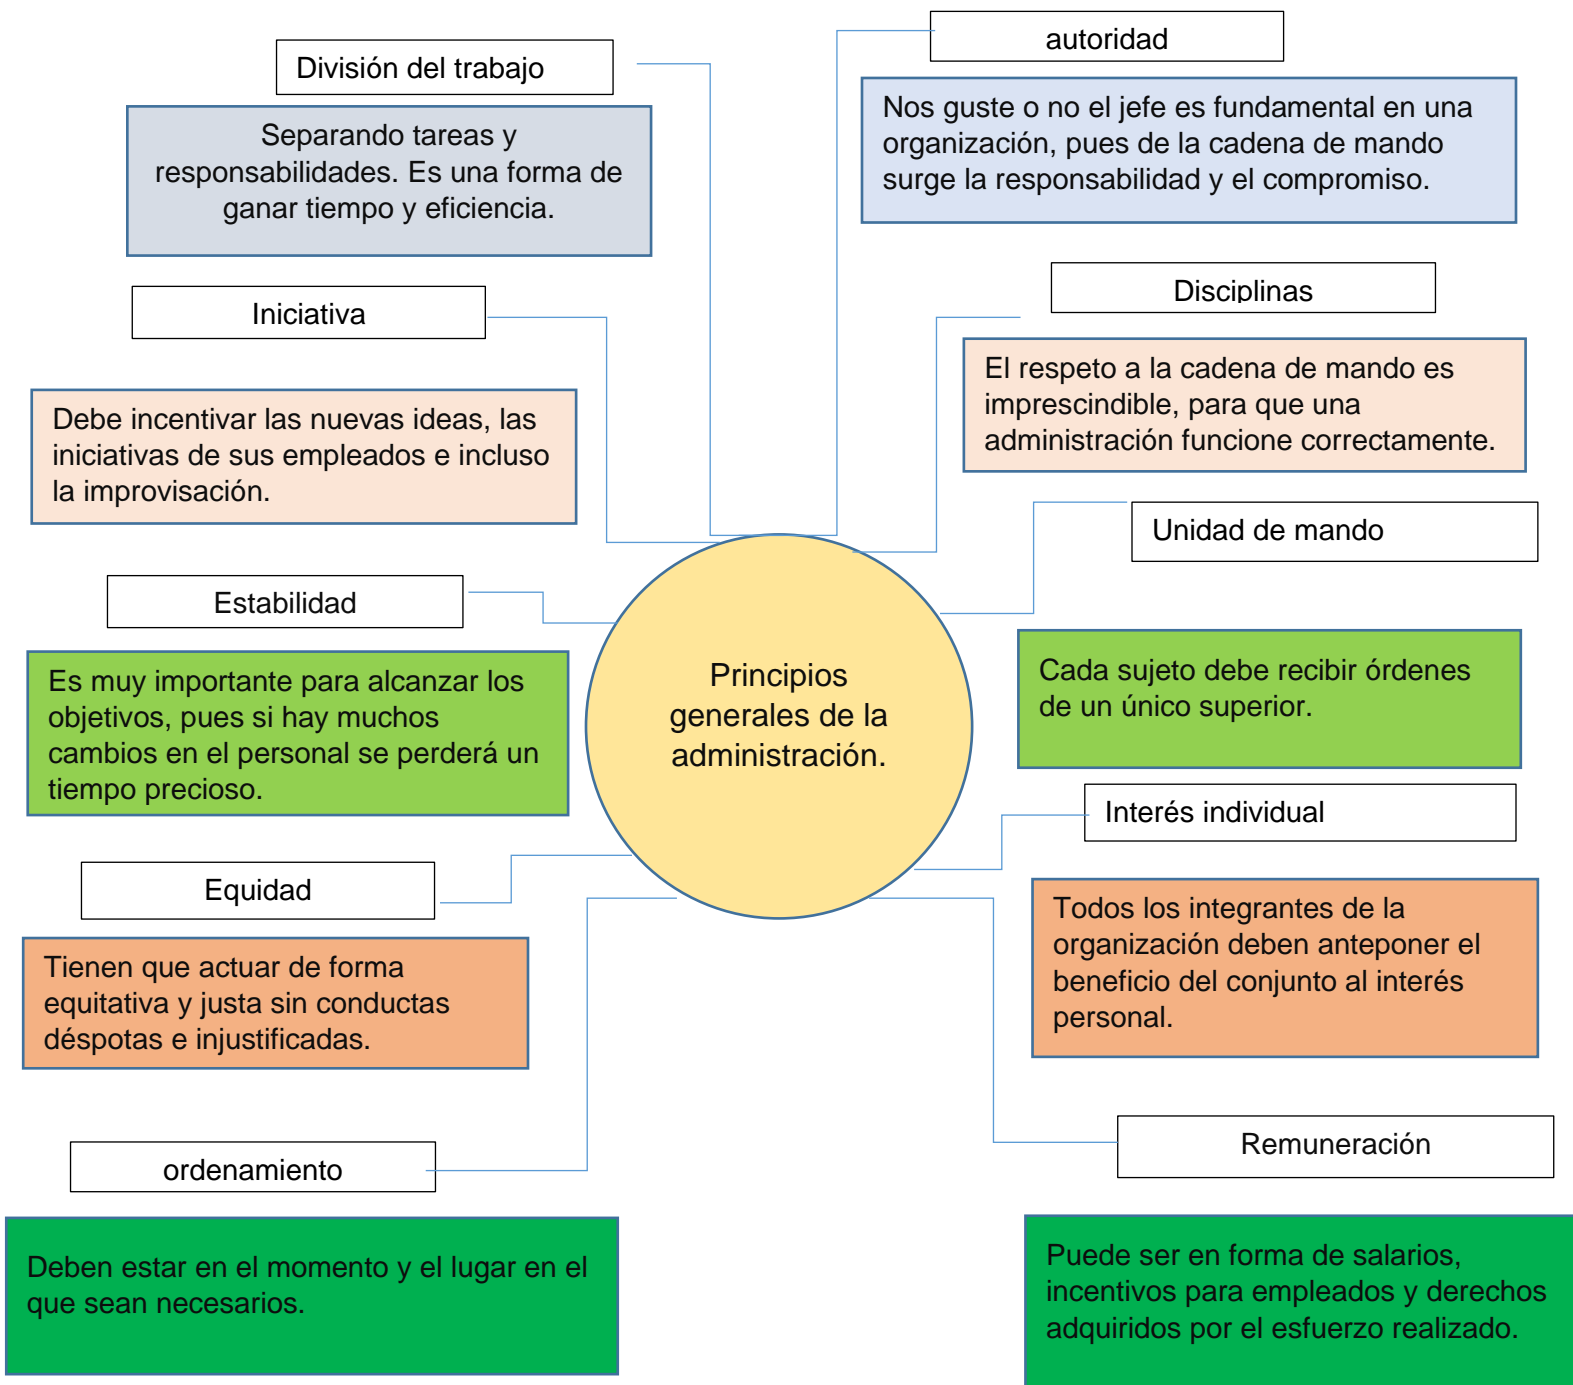 División del trabajo
Separando tareas y
responsabilidades. Es una forma de
ganar tiempo y eficiencia.
Iniciativa
Debe incentivar las nuevas ideas, las
iniciativas de sus empleados e incluso
la improvisación.
Estabilidad
Es muy importante para alcanzar los
objetivos, pues si hay muchos
cambios en el personal se perderá un
tiempo precioso.
Equidad
Tienen que actuar de forma
equitativa y justa sin conductas
déspotas e injustificadas.
ordenamiento
Deben estar en el momento y el lugar en el
que sean necesarios.
Principios
generales de la
administración.
autoridad
Nos guste o no el jefe es fundamental en una
organización, pues de la cadena de mando
surge la responsabilidad y el compromiso.
Disciplinas
El respeto a la cadena de mando es
imprescindible, para que una
administración funcione correctamente.
Unidad de mando
Cada sujeto debe recibir órdenes
de un único superior.
Interés individual
Todos los integrantes de la
organización deben anteponer el
beneficio del conjunto al interés
personal.
Remuneración
Puede ser en forma de salarios,
incentivos para empleados y derechos
adquiridos por el esfuerzo realizado.